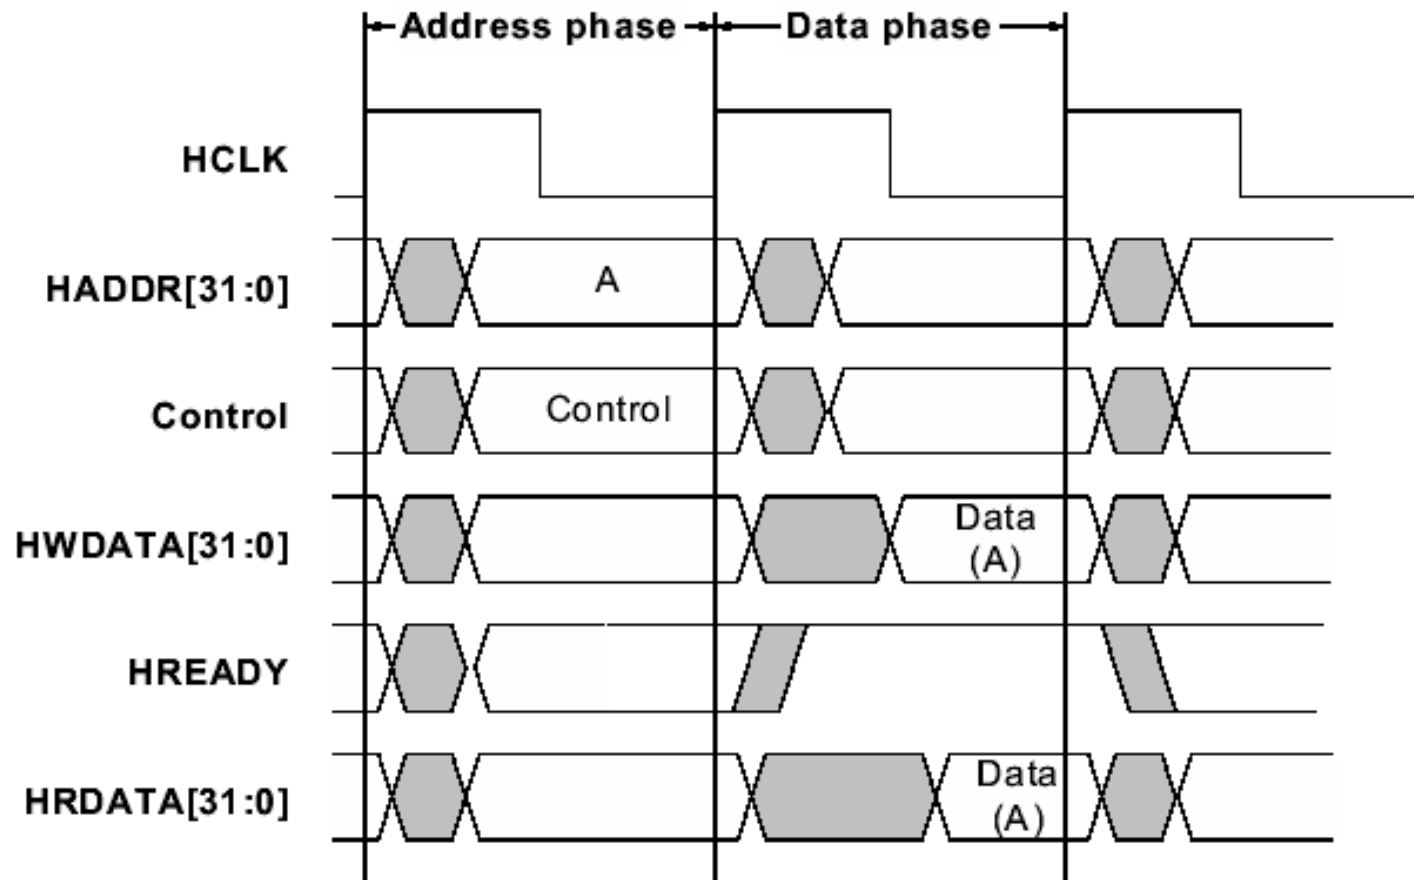 Address phase Data phase
HCLK
HADDR[31:0] A
Control Control
HWDATA[31:0] Data
(A)
HREADY
HRDATA[31:0] Data
(A)